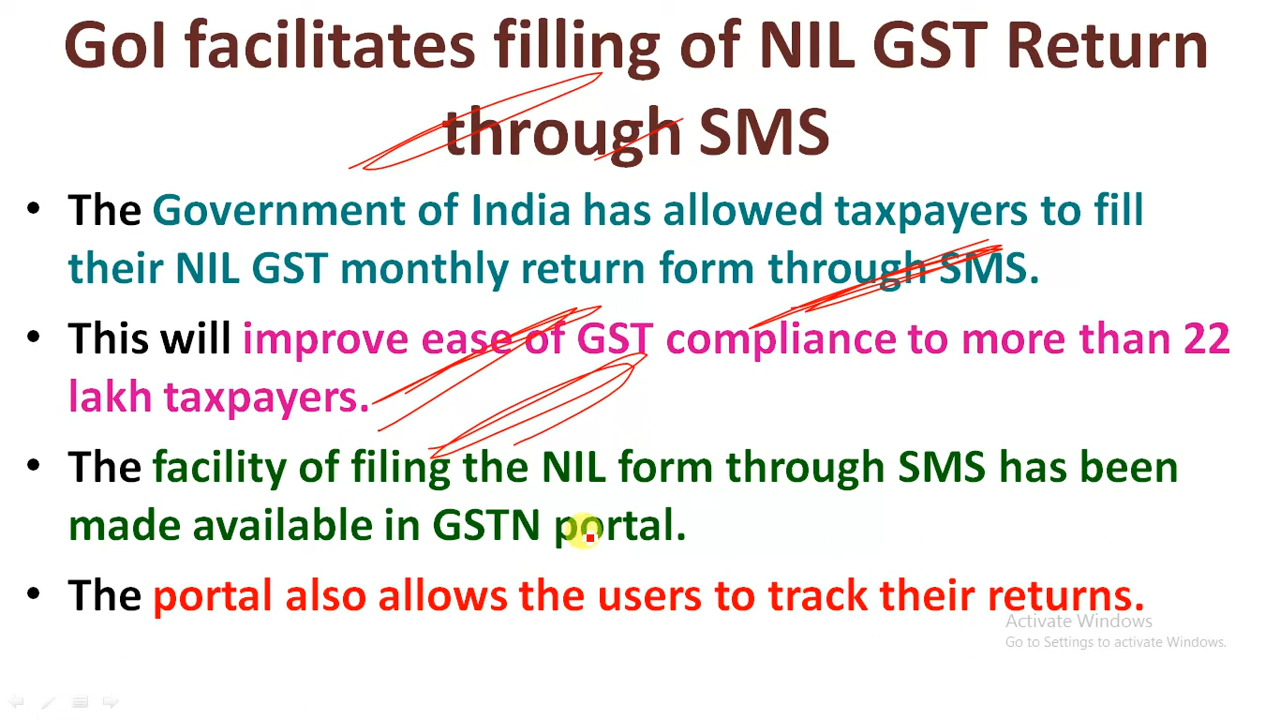 GoI facilitates filling of NIL GST Return
through SMS
• The Government of India has allowed taxpayers to fill
their NIL GST monthly return form through SMS.
• This will improve ease of GST compliance to more than 22
lakh taxpayers.
• The facility of filing the NIL form through SMS has been
made available in GSTN portal.
• The portal also allows the users to track their returns.
Activate Windows
Go to Settings to activate Windows.